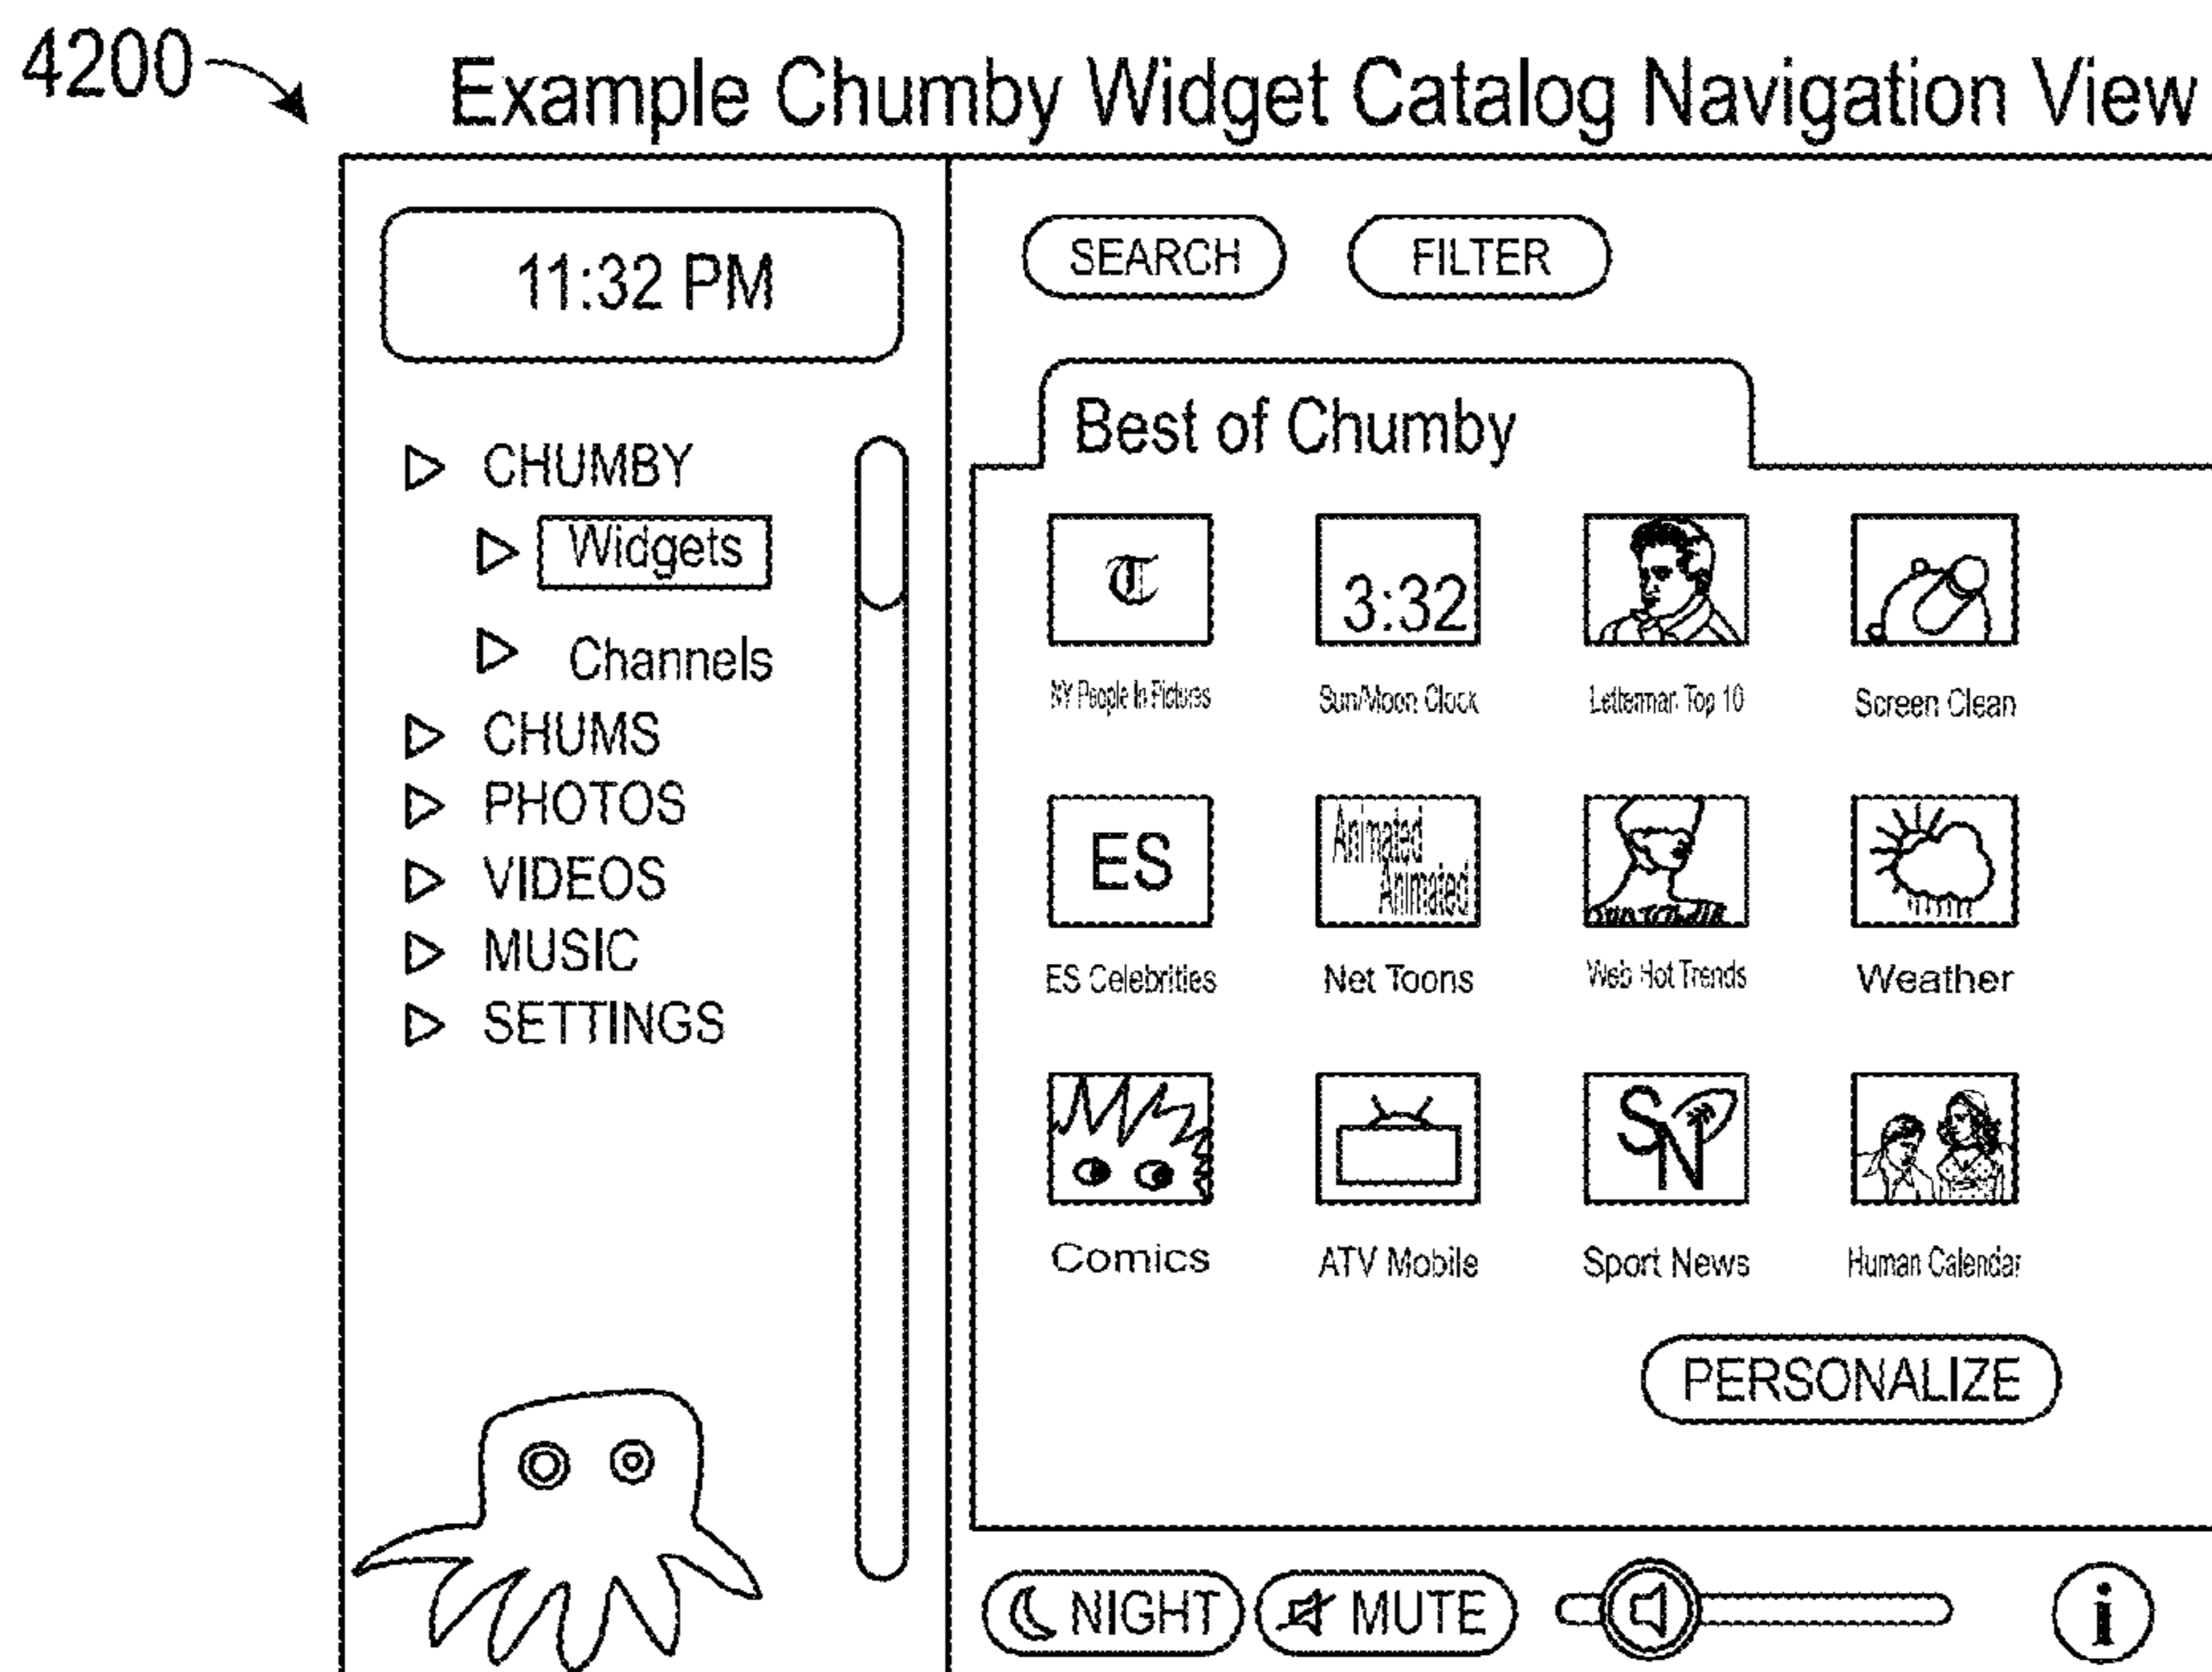 4200
Example Chumby Widget Catalog Navigation View
11:32 PM
CHUMBY
Widgets
Channels
CHUMS
PHOTOS
VIDEOS
MUSIC
SETTINGS
SEARCH FILTER
Best of Chumby
T 3:32
NY People In Pictures Sun/Moon Clock Letterman Top 10 Screen Clean
ES Animated
Animated
ES Celebrities Net Toons Web Hot Trends Weather
SN
Comics ATV Mobile Sport News Human Calendar
PERSONALIZE
NIGHT MUTE i